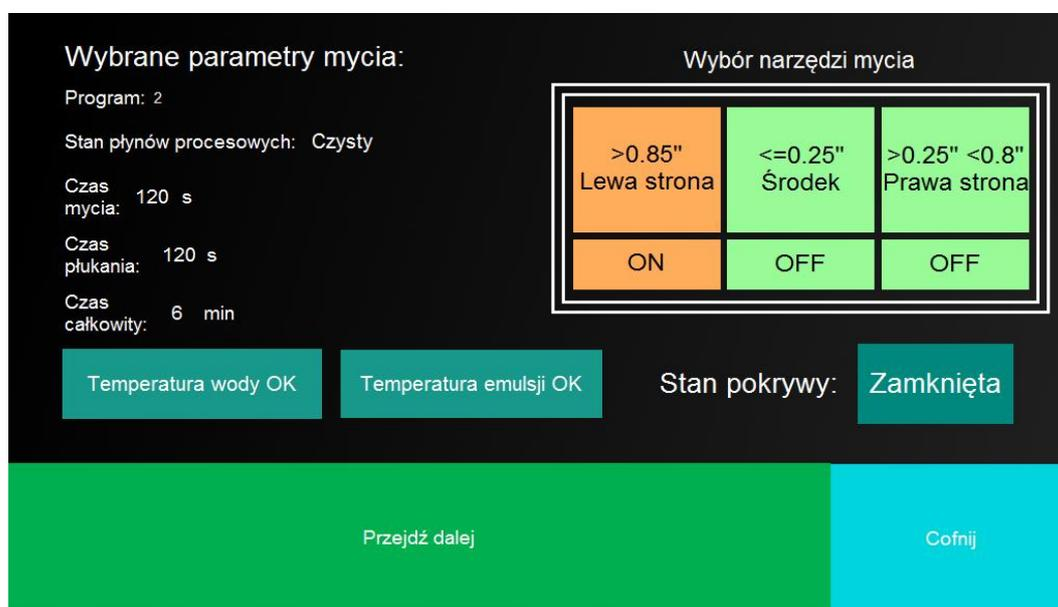 Wybrane parametry mycia:
Program: 2
Stan płynów procesowych: Czysty
Czas
mycia: 120 s
Czas
płukania: 120 s
Czas
całkowity: 6 min
Temperatura wody OK
Temperatura emulsji OK
Wybór narzędzi mycia
>0.85"
Lewa strona
<=0.25"
Środek
>0.25" <0.8"
Prawa strona
ON
OFF
OFF
Stan pokrywy: Zamknięta
Przejdź dalej
Cofnij